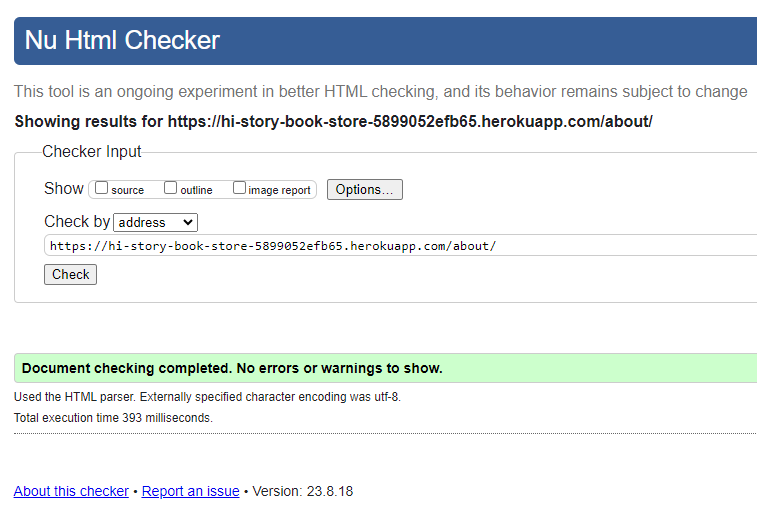 Nu Html Checker
This tool is an ongoing experiment in better HTML checking, and its behavior remains subject to change
Showing results for https://hi-story-book-store-5899052efb65.herokuapp.com/about/
Checker Input
Show source outline image report Options...
Check by address
https://hi-story-book-store-5899052efb65.herokuapp.com/about/
Check
Document checking completed. No errors or warnings to show.
Used the HTML parser. Externally specified character encoding was utf-8.
Total execution time 393 milliseconds.
About this checker • Report an issue • Version: 23.8.18